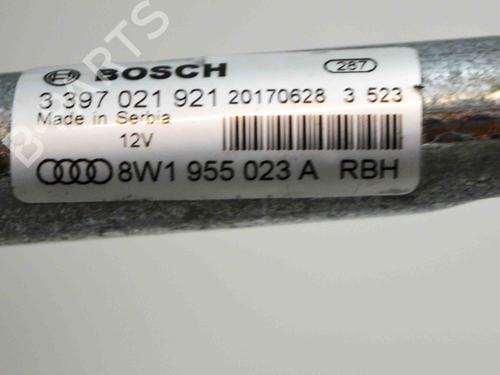 BOSCH 287
3 397 021 921 20170628 3 523
Made in Serbia
12V
8W1 955 023 A RBH